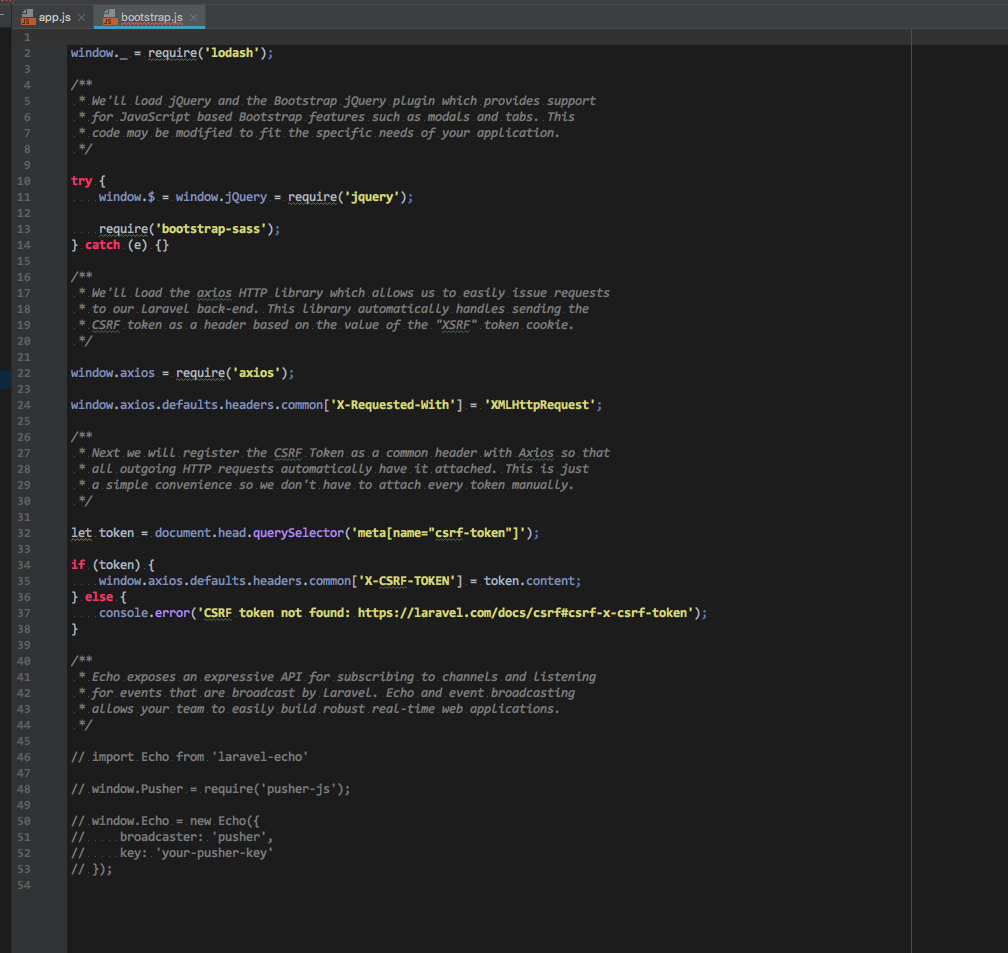 app.js
bootstrap.js
1
2 window._ = require('lodash');
3
4 /**
5  * We'll load jQuery and the Bootstrap jQuery plugin which provides support
6  * for JavaScript based Bootstrap features such as modals and tabs. This
7  * code may be modified to fit the specific needs of your application.
8  */
9
10 try {
11     window.$ = window.jQuery = require('jquery');
12
13     require('bootstrap-sass');
14 } catch (e) {}
15
16 /**
17  * We'll load the axios HTTP library which allows us to easily issue requests
18  * to our Laravel back-end. This library automatically handles sending the
19  * CSRF token as a header based on the value of the "XSRF" token cookie.
20  */
21
22 window.axios = require('axios');
23
24 window.axios.defaults.headers.common['X-Requested-With'] = 'XMLHttpRequest';
25
26 /**
27  * Next we will register the CSRF Token as a common header with Axios so that
28  * all outgoing HTTP requests automatically have it attached. This is just
29  * a simple convenience so we don't have to attach every token manually.
30  */
31
32 let token = document.head.querySelector('meta[name="csrf-token"]');
33
34 if (token) {
35     window.axios.defaults.headers.common['X-CSRF-TOKEN'] = token.content;
36 } else {
37     console.error('CSRF token not found: https://laravel.com/docs/csrf#csrf-x-csrf-token');
38 }
39
40 /**
41  * Echo exposes an expressive API for subscribing to channels and listening
42  * for events that are broadcast by Laravel. Echo and event broadcasting
43  * allows your team to easily build robust real-time web applications.
44  */
45
46 // import Echo from 'laravel-echo'
47
48 // window.Pusher = require('pusher-js');
49
50 // window.Echo = new Echo({
51 //     broadcaster: 'pusher',
52 //     key: 'your-pusher-key'
53 // });
54